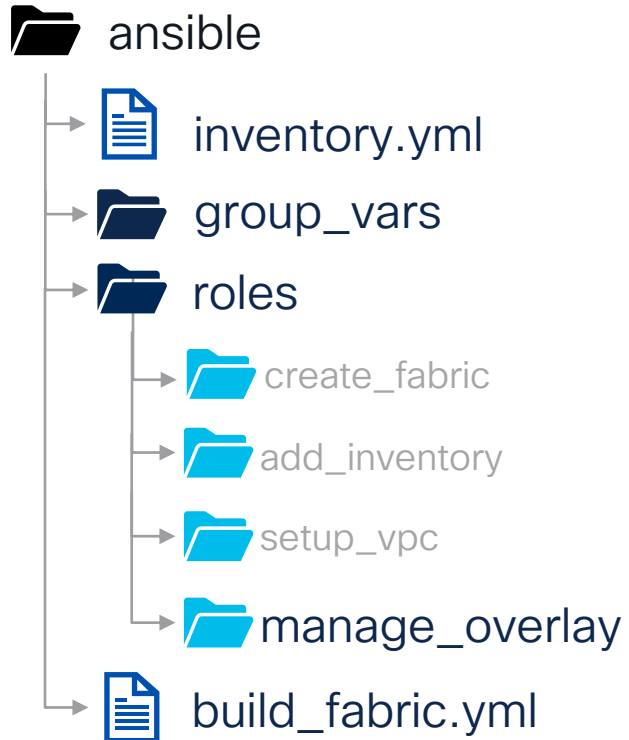 ansible
inventory.yml
group_vars
roles
create_fabric
add_inventory
setup_vpc
manage_overlay
build_fabric.yml